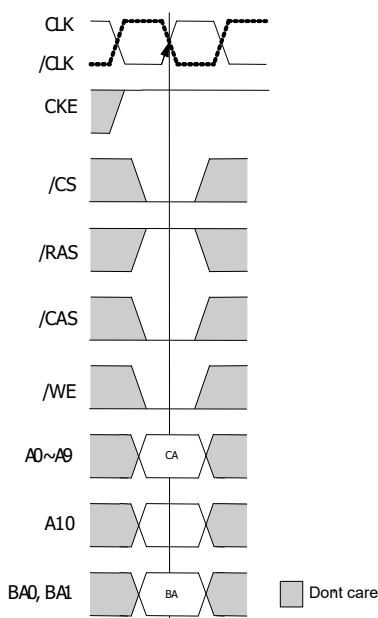 CLK
/CLK
CKE
/CS
/RAS
/CAS
/WE
A0~A9
CA
A10
BA0, BA1
BA
Dont care